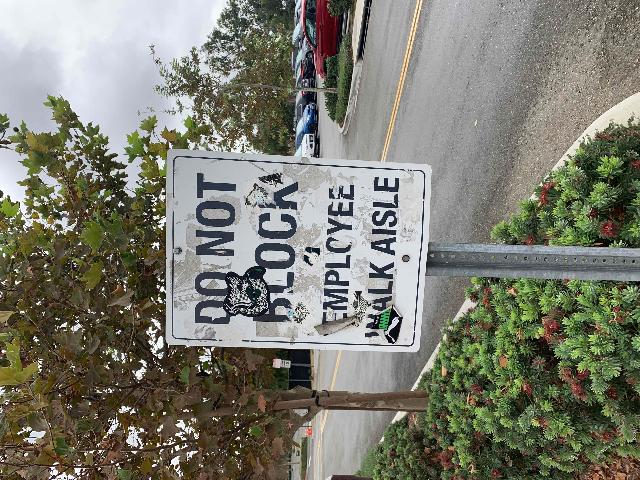 DO NOT
BLOCK
EMPLOYEE
WALK AISLE